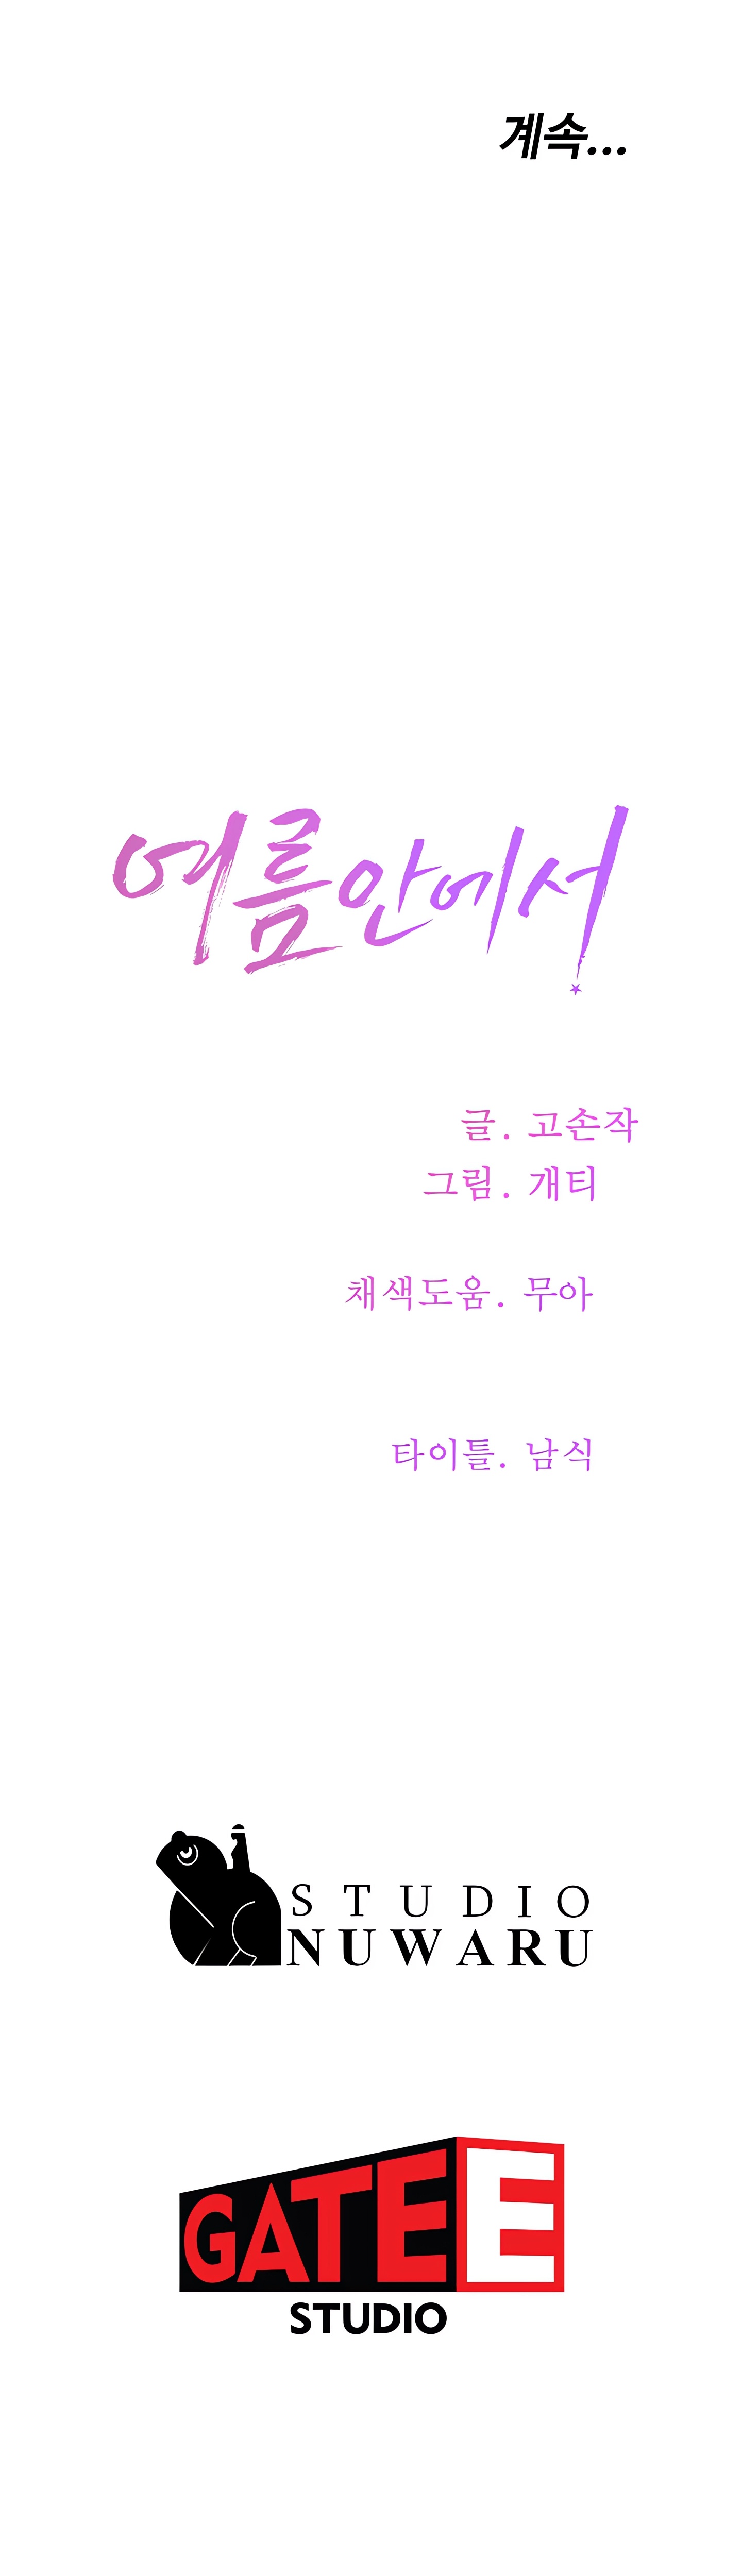 계속...
여름안에서
글. 고손작
그림. 개티
채색도움. 무아
타이틀. 남식
STUDIO
NUWARU
GATEE
STUDIO